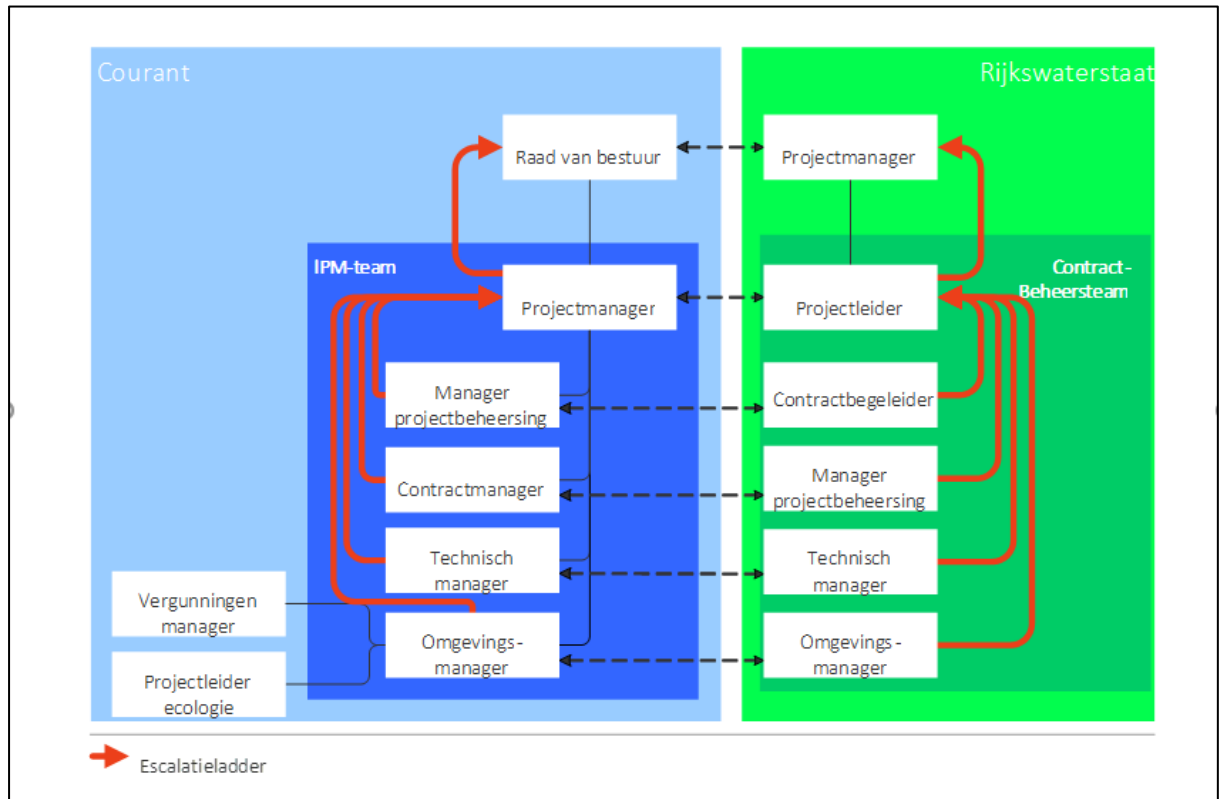 Courant
Rijkswaterstaat
Raad van bestuur
Projectmanager
IPM-team
Contract-
Beheersteam
Projectmanager
Projectleider
Manager
projectbeheersing
Contractbegeleider
Contractmanager
Manager
projectbeheersing
Technisch
manager
Technisch
manager
Vergunningen
manager
Omgevings-
manager
Omgevings-
manager
Projectleider
ecologie
Escalatieladder